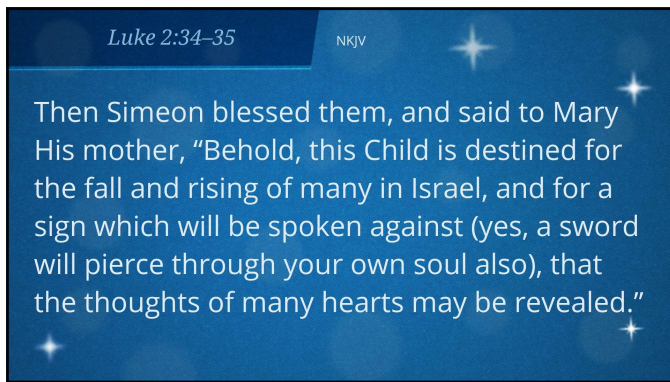 Luke 2:34–35
NKJV
Then Simeon blessed them, and said to Mary
His mother, “Behold, this Child is destined for
the fall and rising of many in Israel, and for a
sign which will be spoken against (yes, a sword
will pierce through your own soul also), that
the thoughts of many hearts may be revealed.”